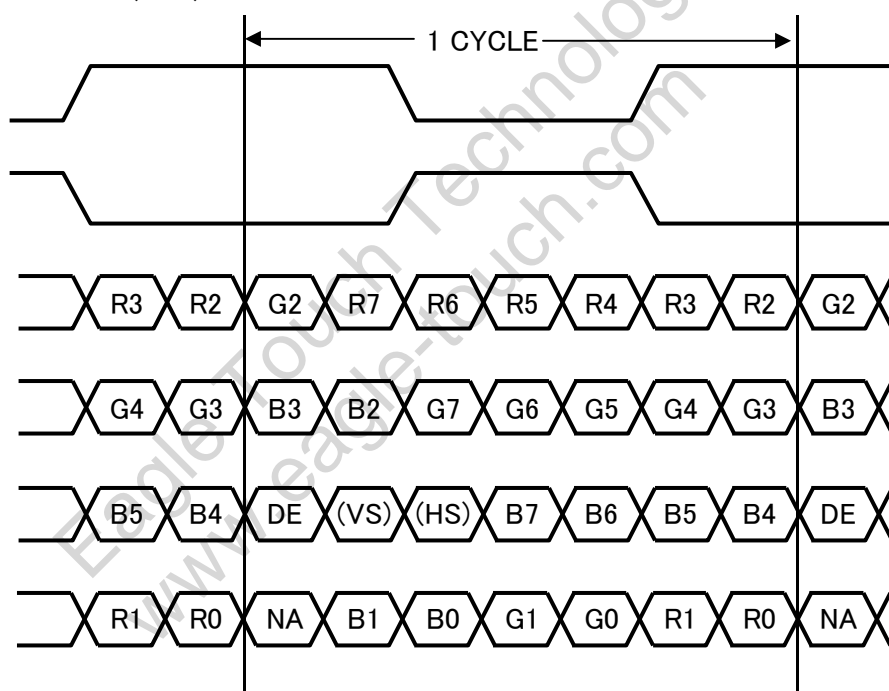 1 CYCLE
R3 R2 G2 R7 R6 R5 R4 R3 R2 G2
G4 G3 B3 B2 G7 G6 G5 G4 G3 B3
B5 B4 DE (VS) (HS) B7 B6 B5 B4 DE
R1 R0 NA B1 B0 G1 G0 R1 R0 NA
Eagle Touch Technolog
www.eagle-touch.com